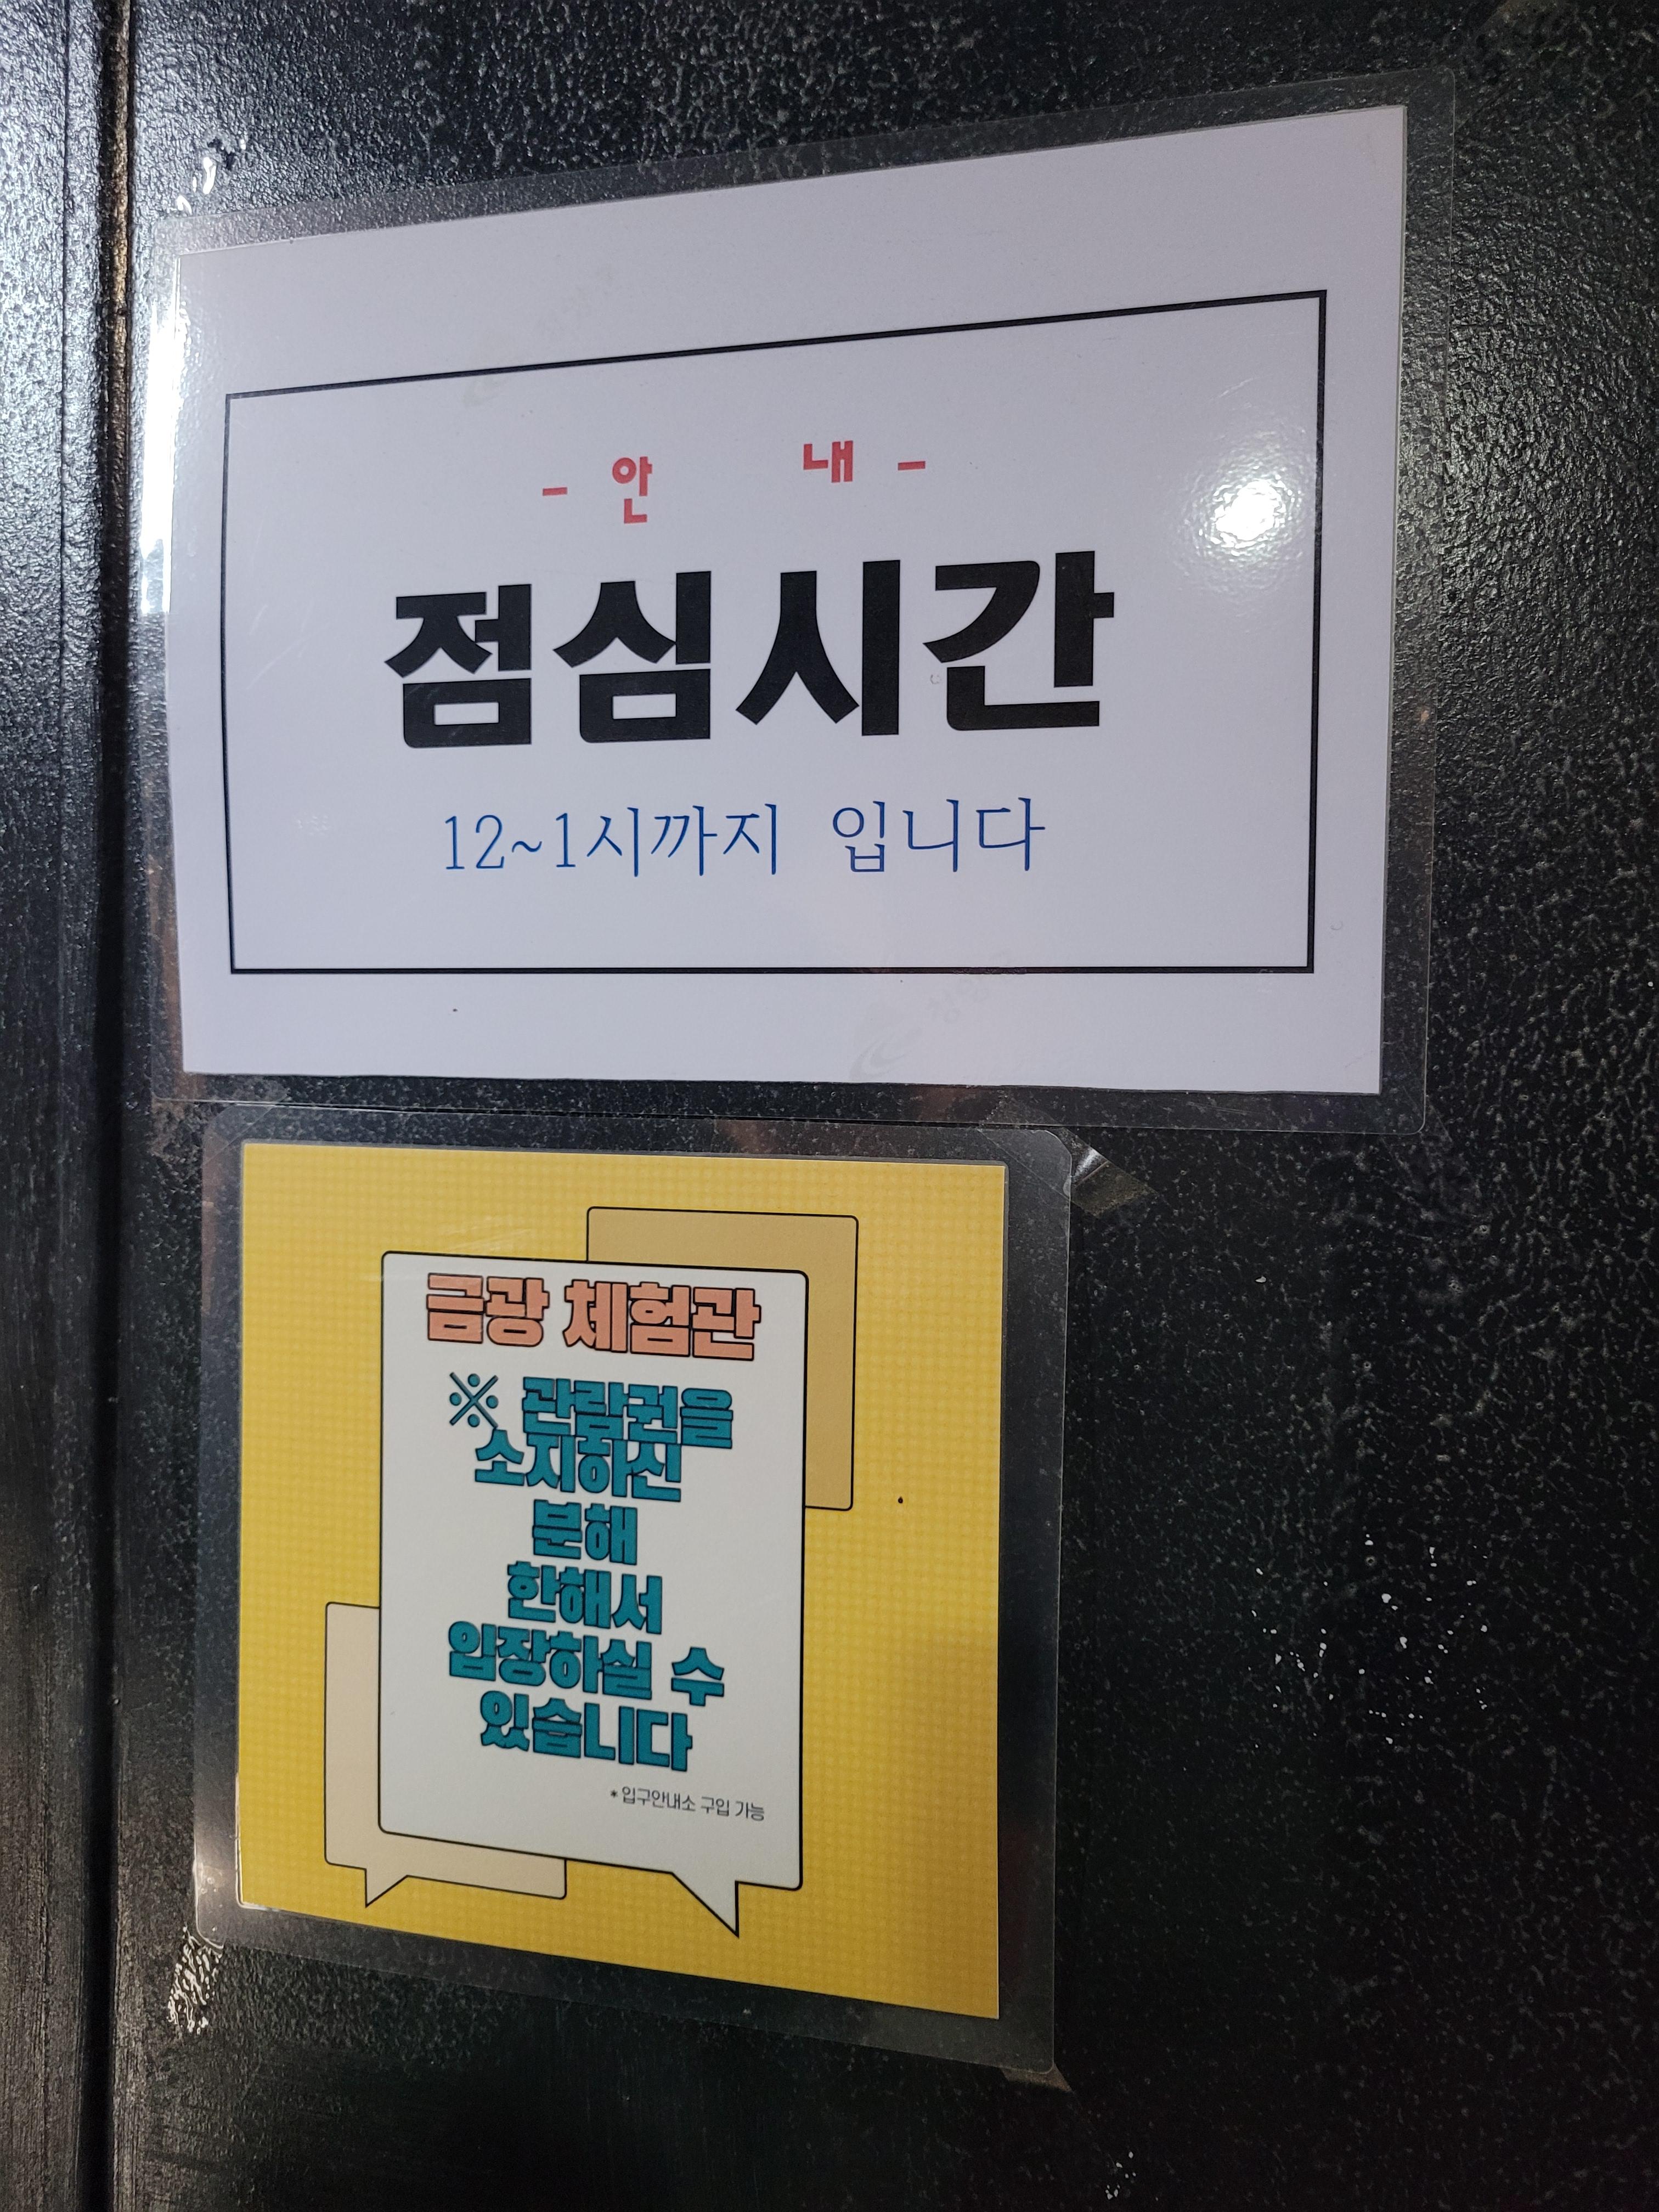 - 안 내 -
점심시간
12~1시까지 입니다
금광 체험관
※ 관람권을
소지하신
분해
한해서
입장하실 수
있습니다
* 입구안내소 구입 가능